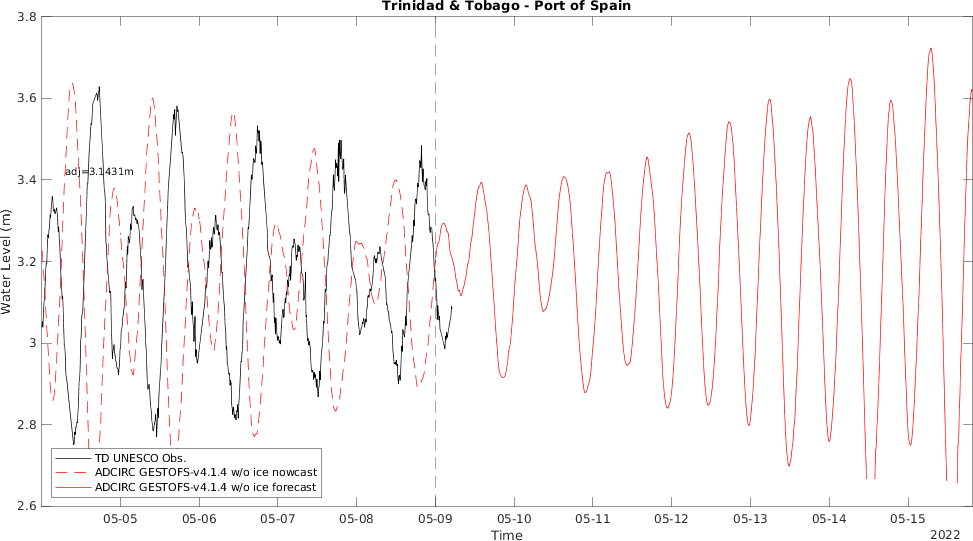 Trinidad & Tobago - Port of Spain
3.8
3.6
adj=3.1431m
3.4
3.2
3
2.8
2.6
Water Level (m)
TD UNESCO Obs.
ADCIRC GESTOFS-v4.1.4 w/o ice nowcast
ADCIRC GESTOFS-v4.1.4 w/o ice forecast
05-05 05-06 05-07 05-08 05-09 05-10 05-11 05-12 05-13 05-14 05-15
Time
2022